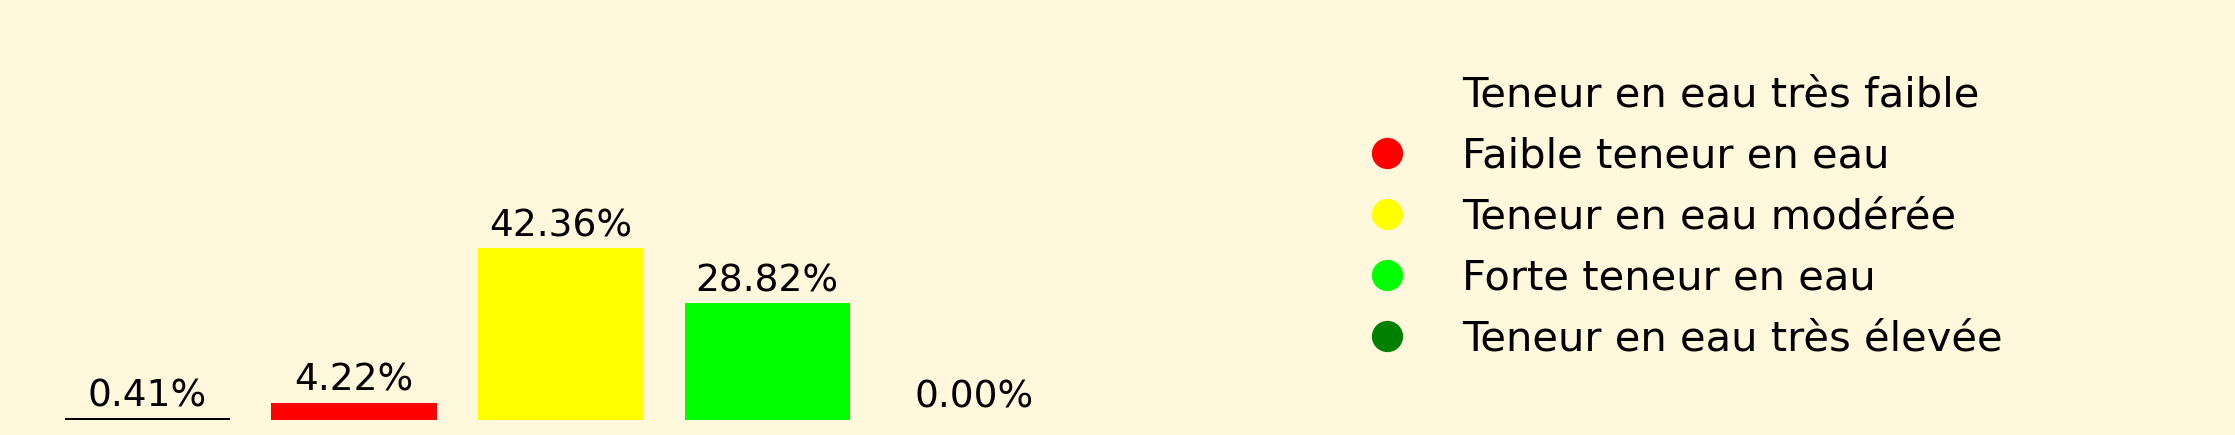 0.41%
4.22%
42.36%
28.82%
0.00%
Teneur en eau très faible
Faible teneur en eau
Teneur en eau modérée
Forte teneur en eau
Teneur en eau très élevée